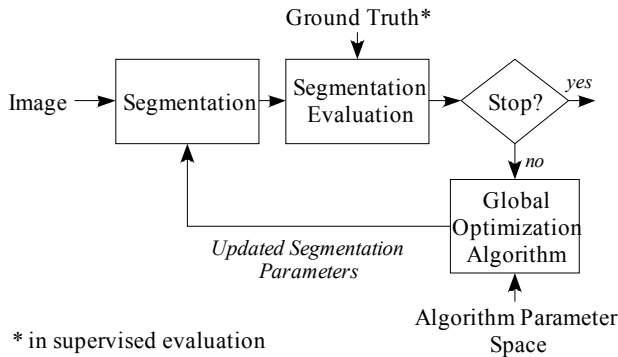 Ground Truth*
Image
Segmentation
Segmentation
Evaluation
Stop?
yes
no
Global
Optimization
Algorithm
Updated Segmentation
Parameters
Algorithm Parameter
Space
* in supervised evaluation